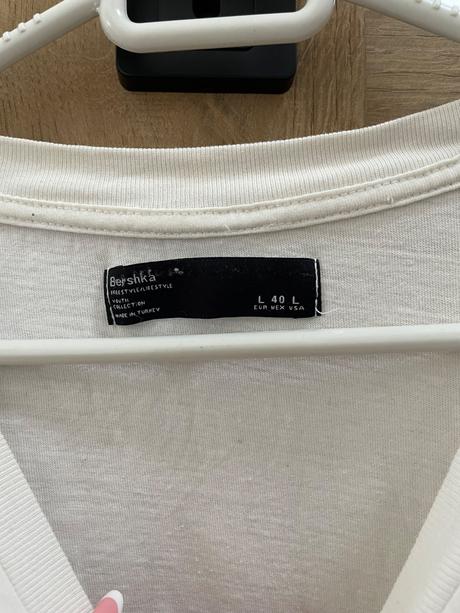 Bershka
FREESTYLE/LIFESTYLE
YOUTH
COLLECTION
MADE IN TURKEY
L 40 L
EUR MEX USA